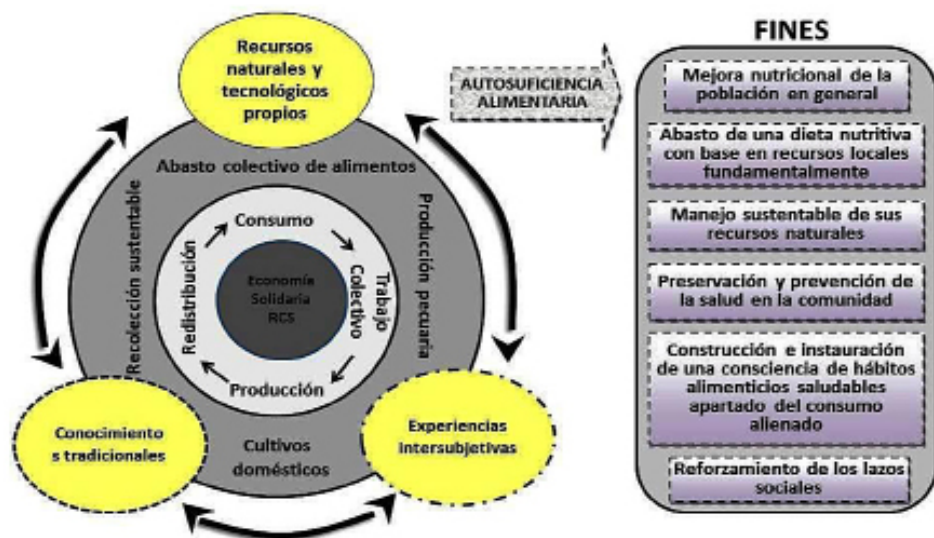 Recursos
naturales y
tecnológicos
propios
Abasto colectivo de alimentos
Recolección sustentable
Producción pecuaria
Consumo
Redistribución
Trabajo
Colectivo
Economía
Solidaria
RCS
Producción
Conocimiento
s tradicionales
Experiencias
intersubjetivas
Cultivos
domésticos
AUTOSUFICIENCIA
ALIMENTARIA
FINES
Mejora nutricional de la
población en general
Abasto de una dieta nutritiva
con base en recursos locales
fundamentalmente
Manejo sustentable de sus
recursos naturales
Preservación y prevención de
la salud en la comunidad
Construcción e instauración
de una consciencia de hábitos
alimenticios saludables
apartado del consumo
alienado
Reforzamiento de los lazos
sociales